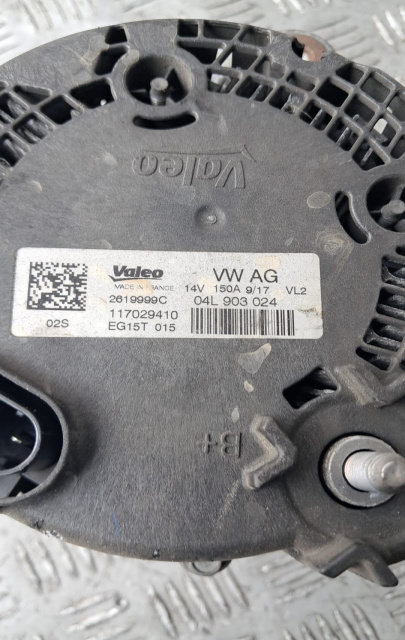 Valeo
Valeo VW AG
MADE IN FRANCE 14V 150A 9/17 VL2
2619999C 04L 903 024
117029410
02S EG15T 015
B+